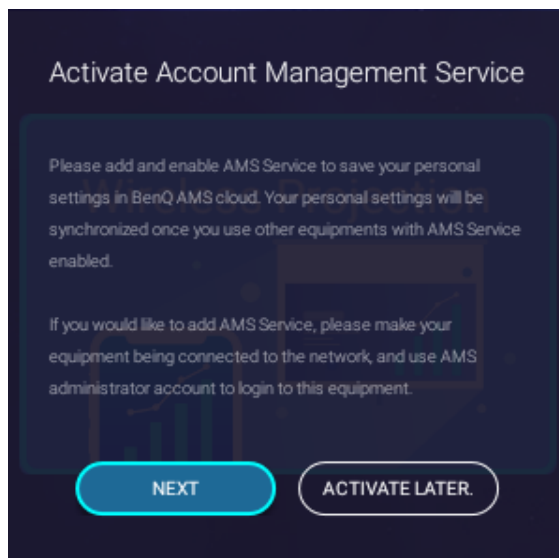 Activate Account Management Service
Wireless Projection
Please add and enable AMS Service to save your personal
settings in BenQ AMS cloud. Your personal settings will be
synchronized once you use other equipments with AMS Service
enabled.
If you would like to add AMS Service, please make your
equipment being connected to the network, and use AMS
administrator account to login to this equipment.
NEXT
ACTIVATE LATER.